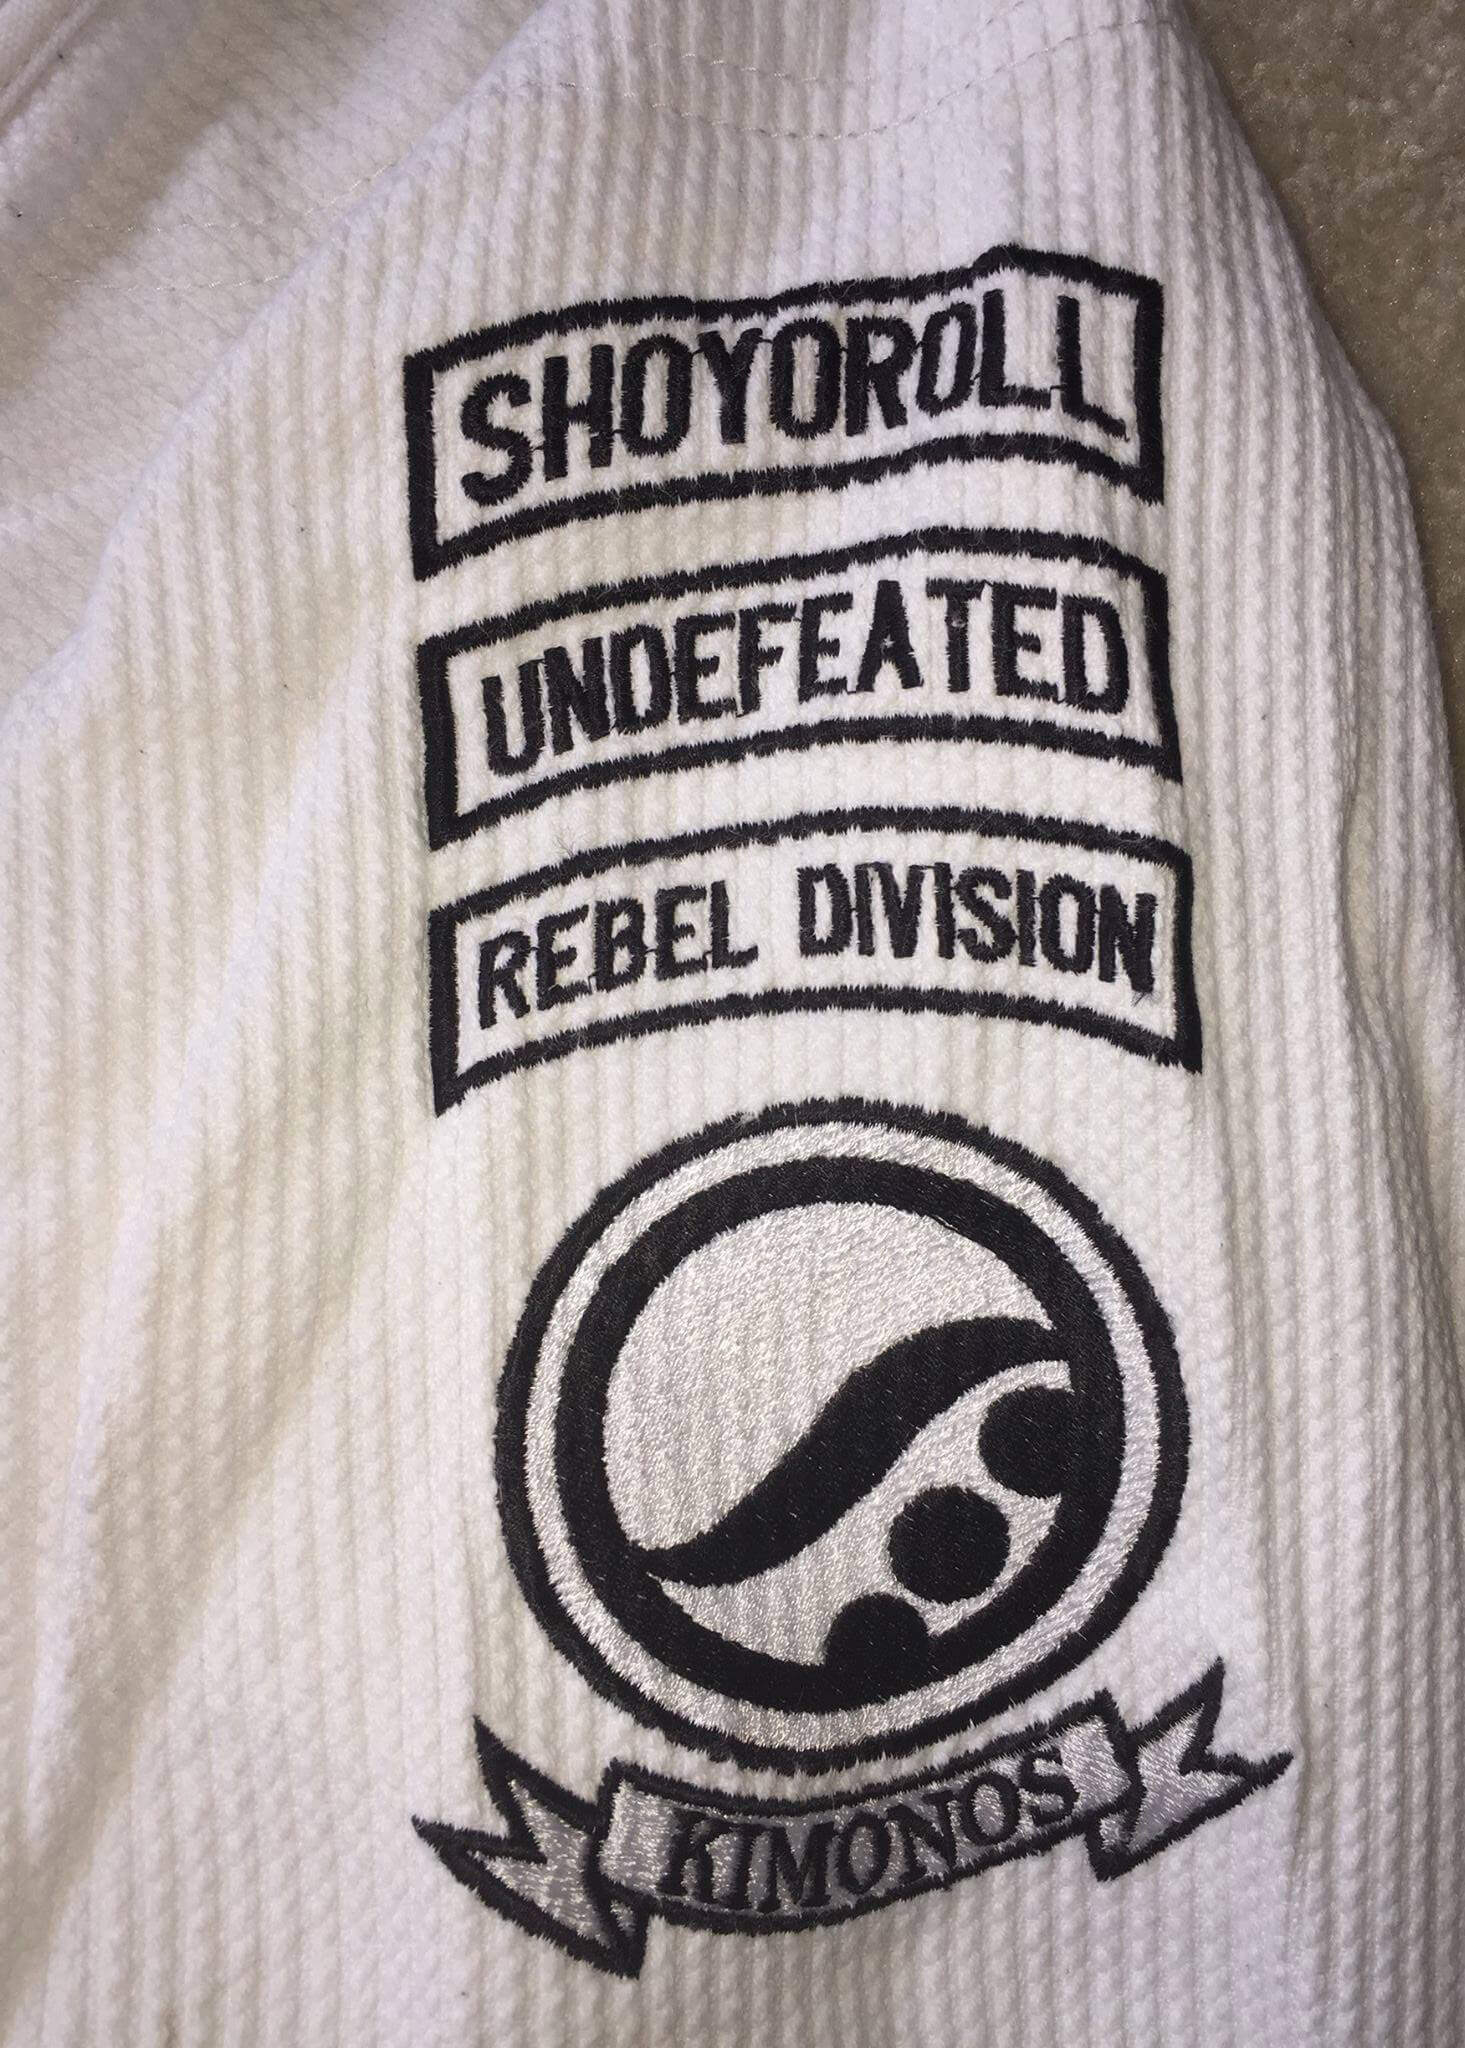 SHOYOROLL
UNDEFEATED
REBEL DIVISION
KIMONOS